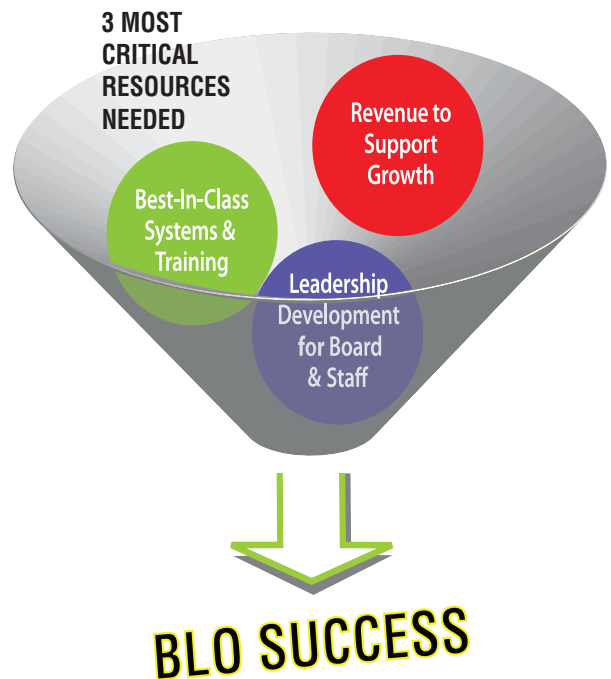 3 MOST
CRITICAL
RESOURCES
NEEDED
Revenue to
Support
Growth
Best-In-Class
Systems &
Training
Leadership
Development
for Board
& Staff
BLO SUCCESS